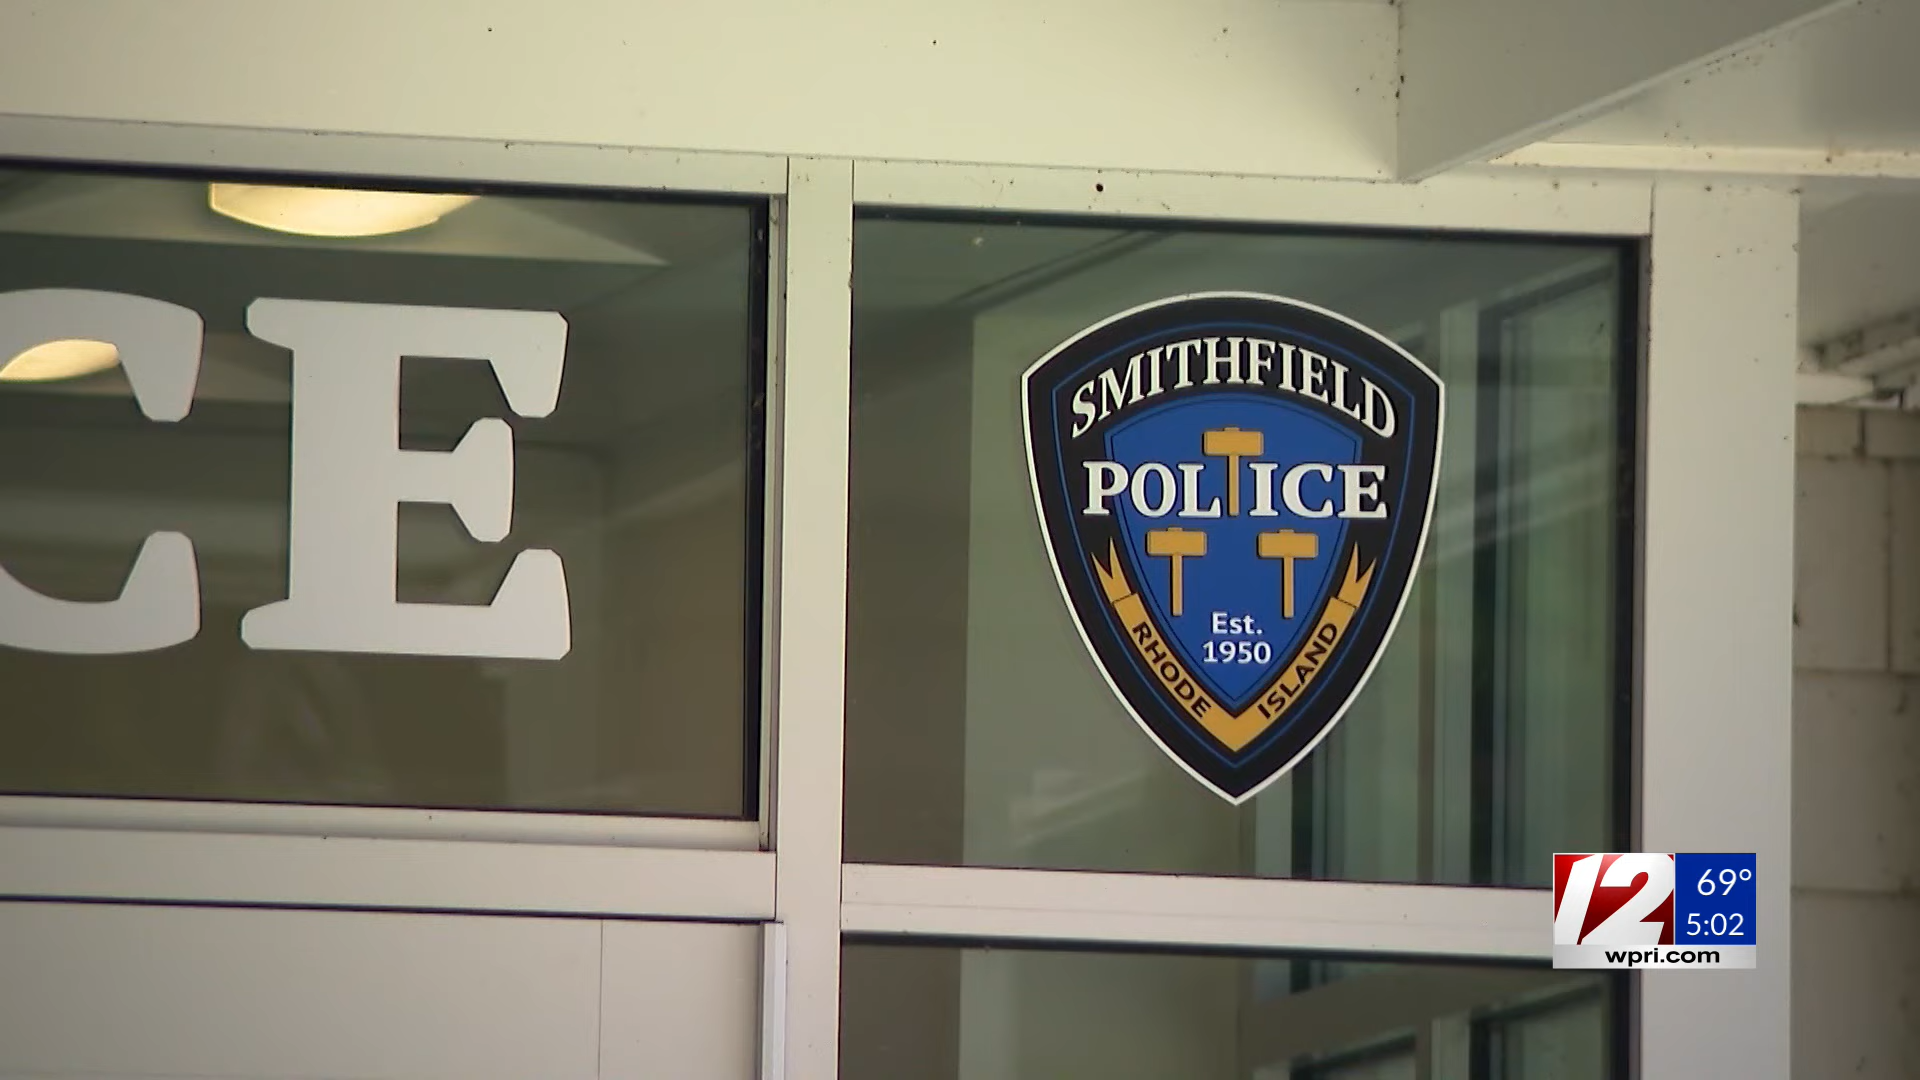 CE
SMITHFIELD
POLICE
Est.
1950
RHODE ISLAND
12
69°
5:02
wpri.com